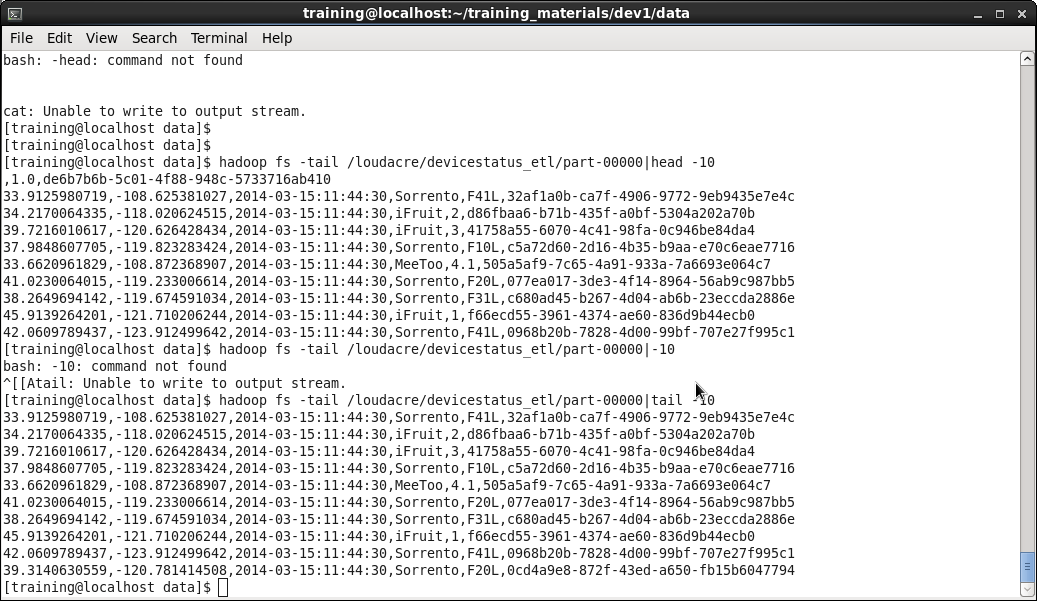 training@localhost:~/training_materials/dev1/data
File Edit View Search Terminal Help
bash: -head: command not found
cat: Unable to write to output stream.
[training@localhost data]$
[training@localhost data]$
[training@localhost data]$ hadoop fs -tail /loudacre/devicestatus_etl/part-00000|head -10
,1.0,de6b7b6b-5c01-4f88-948c-5733716ab410
33.9125980719,-108.625381027,2014-03-15:11:44:30,Sorrento,F41L,32af1a0b-ca7f-4906-9772-9eb9435e7e4c
34.2170064335,-118.020624515,2014-03-15:11:44:30,iFruit,2,d86fbaa6-b71b-435f-a0bf-5304a202a70b
39.7216010617,-120.626428434,2014-03-15:11:44:30,iFruit,3,41758a55-6070-4c41-98fa-0c946be84da4
37.9848607705,-119.823283424,2014-03-15:11:44:30,Sorrento,F10L,c5a72d60-2d16-4b35-b9aa-e70c6eae7716
33.6620961829,-108.872368907,2014-03-15:11:44:30,MeeToo,4.1,505a5af9-7c65-4a91-933a-7a6693e064c7
41.0230064015,-119.233006614,2014-03-15:11:44:30,Sorrento,F20L,077ea017-3de3-4f14-8964-56ab9c987bb5
38.2649694142,-119.674591034,2014-03-15:11:44:30,Sorrento,F31L,c680ad45-b267-4d04-ab6b-23eccda2886e
45.9139264201,-121.710206244,2014-03-15:11:44:30,iFruit,1,f66ecd55-3961-4374-ae60-836d9b44ecb0
42.0609789437,-123.912499642,2014-03-15:11:44:30,Sorrento,F41L,0968b20b-7828-4d00-99bf-707e27f995c1
[training@localhost data]$ hadoop fs -tail /loudacre/devicestatus_etl/part-00000|-10
bash: -10: command not found
^[[Atail: Unable to write to output stream.
[training@localhost data]$ hadoop fs -tail /loudacre/devicestatus_etl/part-00000|tail -10
33.9125980719,-108.625381027,2014-03-15:11:44:30,Sorrento,F41L,32af1a0b-ca7f-4906-9772-9eb9435e7e4c
34.2170064335,-118.020624515,2014-03-15:11:44:30,iFruit,2,d86fbaa6-b71b-435f-a0bf-5304a202a70b
39.7216010617,-120.626428434,2014-03-15:11:44:30,iFruit,3,41758a55-6070-4c41-98fa-0c946be84da4
37.9848607705,-119.823283424,2014-03-15:11:44:30,Sorrento,F10L,c5a72d60-2d16-4b35-b9aa-e70c6eae7716
33.6620961829,-108.872368907,2014-03-15:11:44:30,MeeToo,4.1,505a5af9-7c65-4a91-933a-7a6693e064c7
41.0230064015,-119.233006614,2014-03-15:11:44:30,Sorrento,F20L,077ea017-3de3-4f14-8964-56ab9c987bb5
38.2649694142,-119.674591034,2014-03-15:11:44:30,Sorrento,F31L,c680ad45-b267-4d04-ab6b-23eccda2886e
45.9139264201,-121.710206244,2014-03-15:11:44:30,iFruit,1,f66ecd55-3961-4374-ae60-836d9b44ecb0
42.0609789437,-123.912499642,2014-03-15:11:44:30,Sorrento,F41L,0968b20b-7828-4d00-99bf-707e27f995c1
39.3140630559,-120.781414508,2014-03-15:11:44:30,Sorrento,F20L,0cd4a9e8-872f-43ed-a650-fb15b6047794
[training@localhost data]$